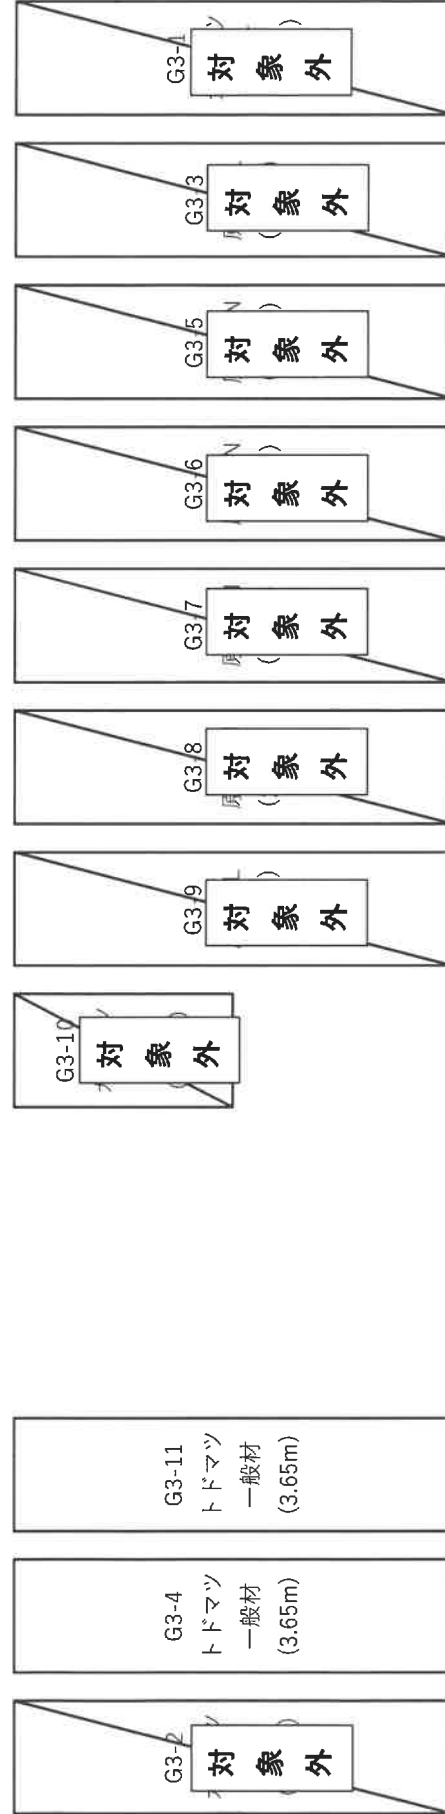 G3-1
対象外
G3-3
対象外
G3-5
対象外
G3-6
対象外
G3-7
対象外
G3-8
対象外
G3-9
対象外
G3-10
対象外
G3-11
トドマツ
一般材
(3.65m)
G3-4
トドマツ
一般材
(3.65m)
G3-2
対象外